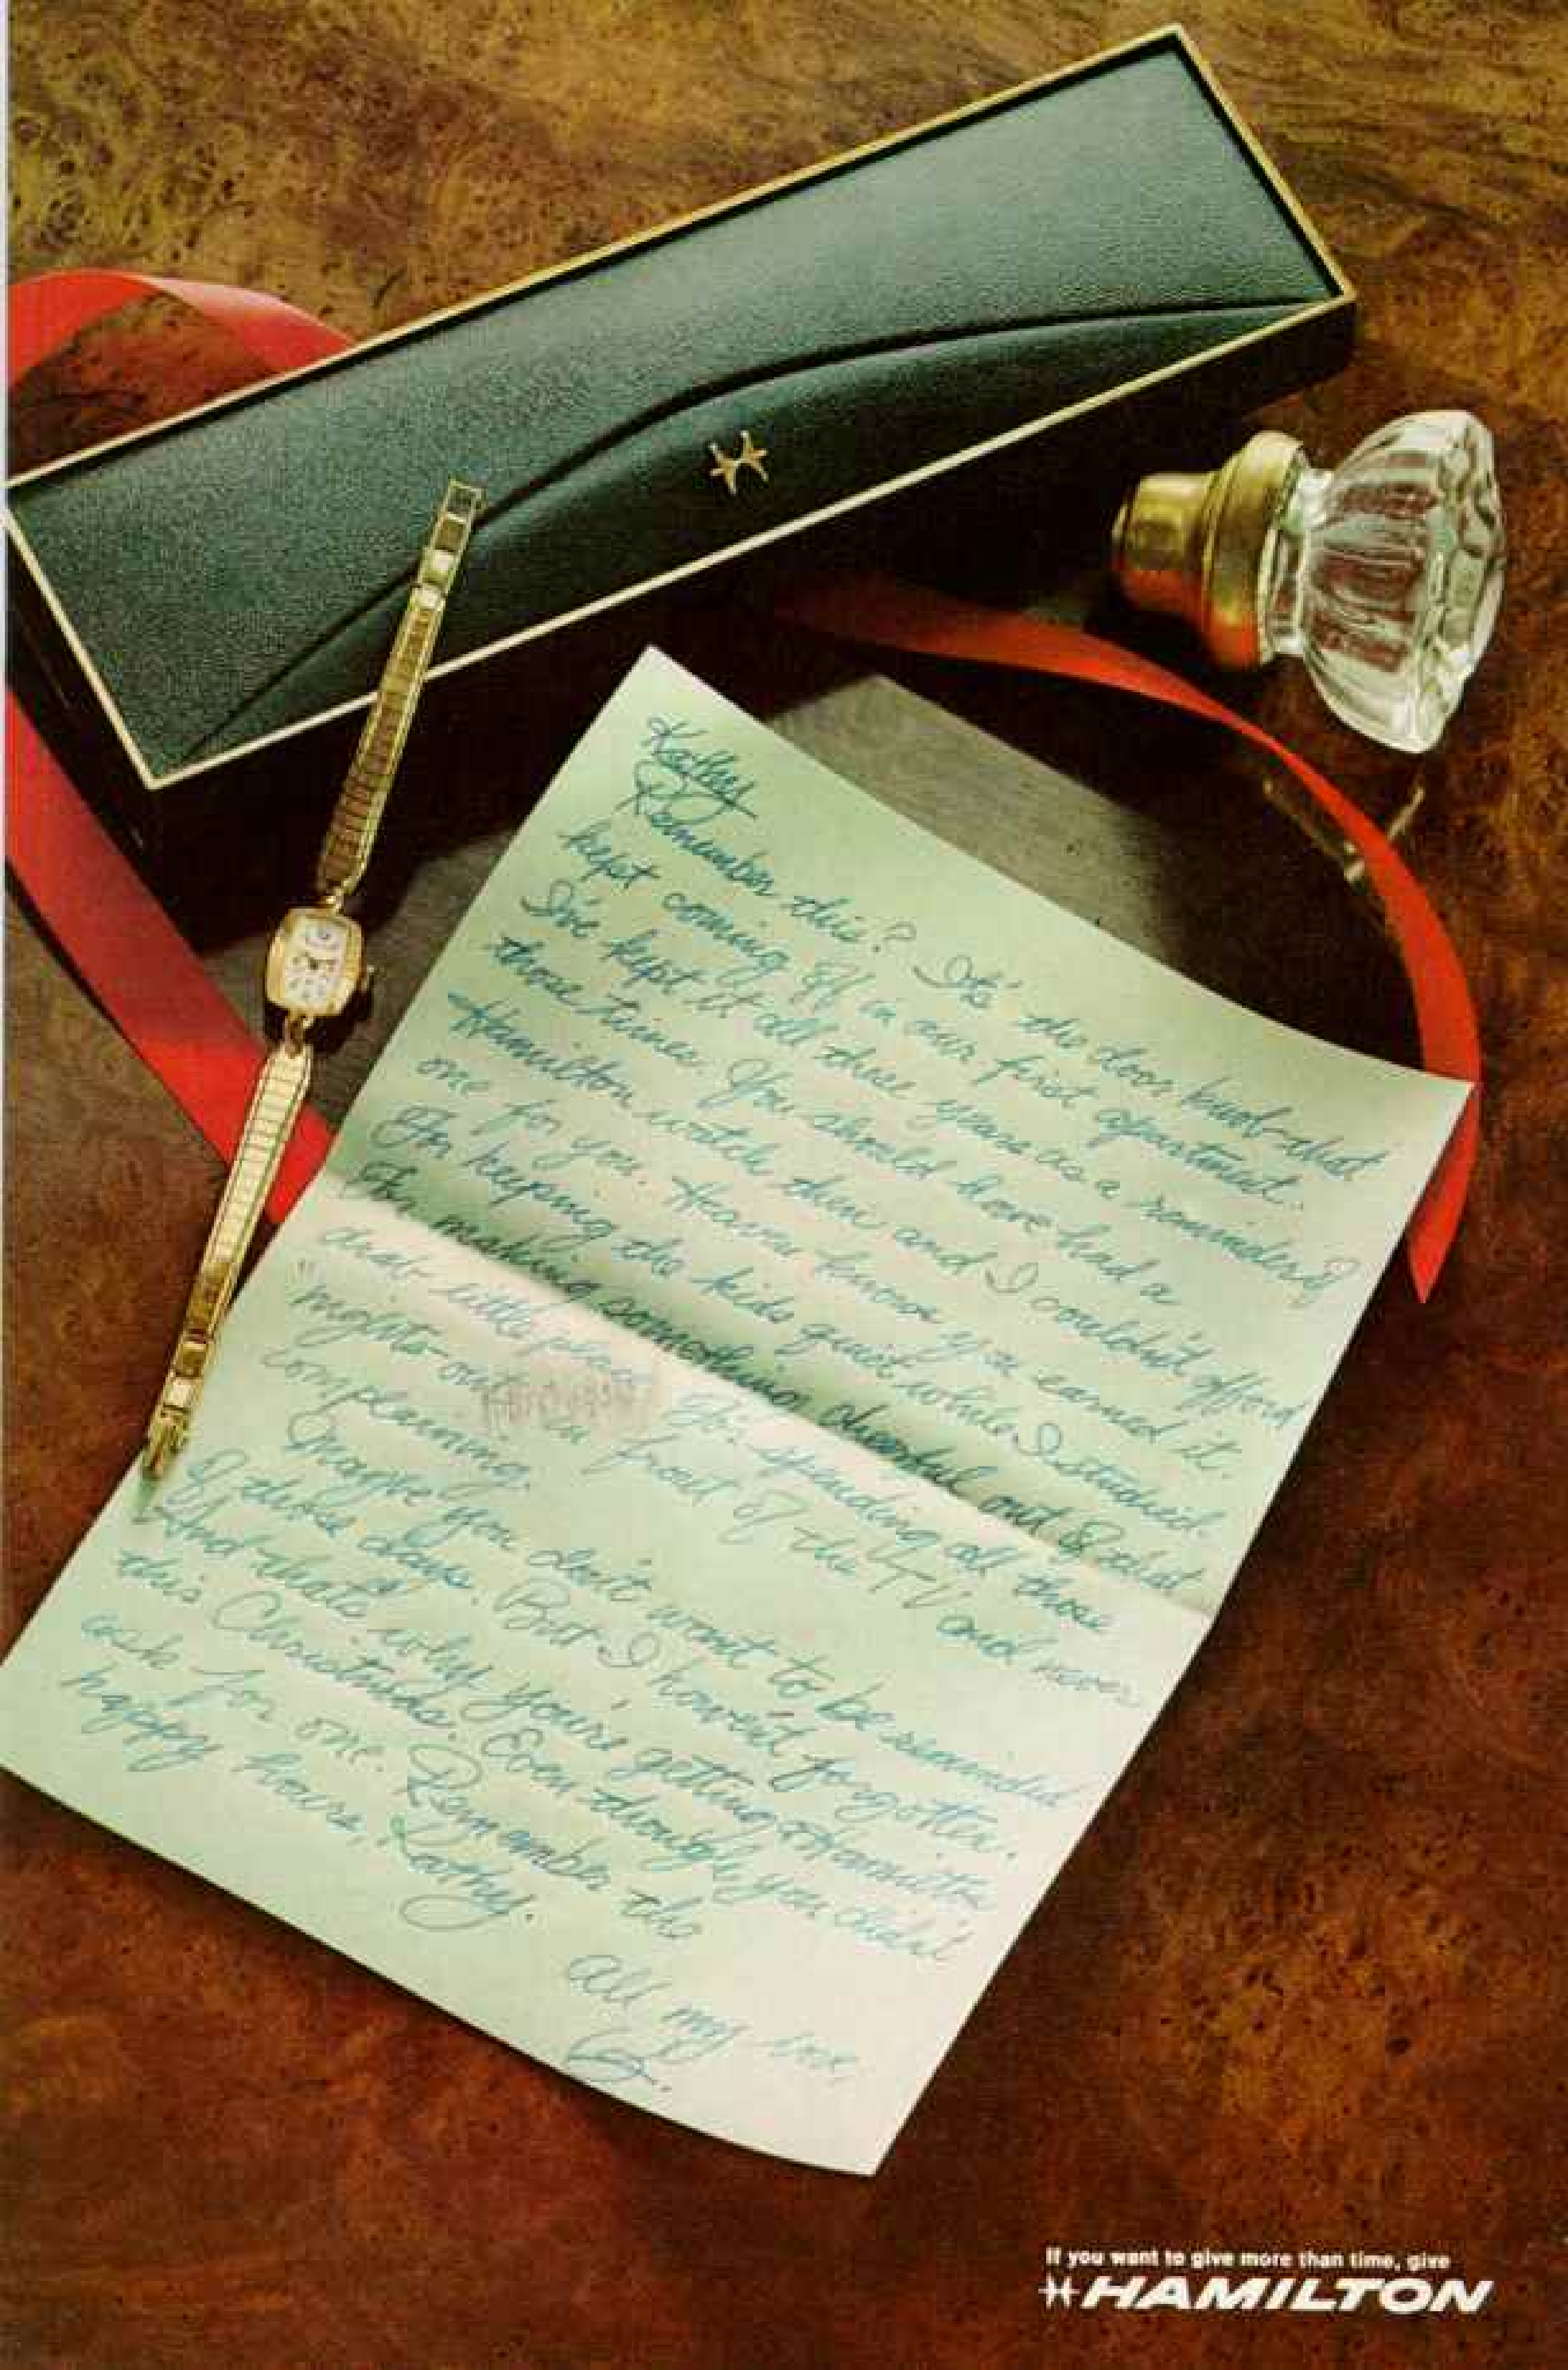 Kathy
Remember this? It's the door knob that
kept coming off in our first apartment.
I've kept it all these years as a reminder of
those times. You should have had a
Hamilton watch then and I couldn't afford
one for you. Heaven knows you earned it.
For keeping the kids quiet while I studied.
For making something cheerful out of what
that little place. For spending all those
"nights out" in front of the TV and never
complaining.
Maybe you don't want to be reminded
of those days. But I haven't forgotten.
And that's why you're getting a Hamilton
this Christmas. Even though you didn't
ask for one. Remember the
happy hours, Kathy.
All my love,
G.
If you want to give more than time, give
HAMILTON